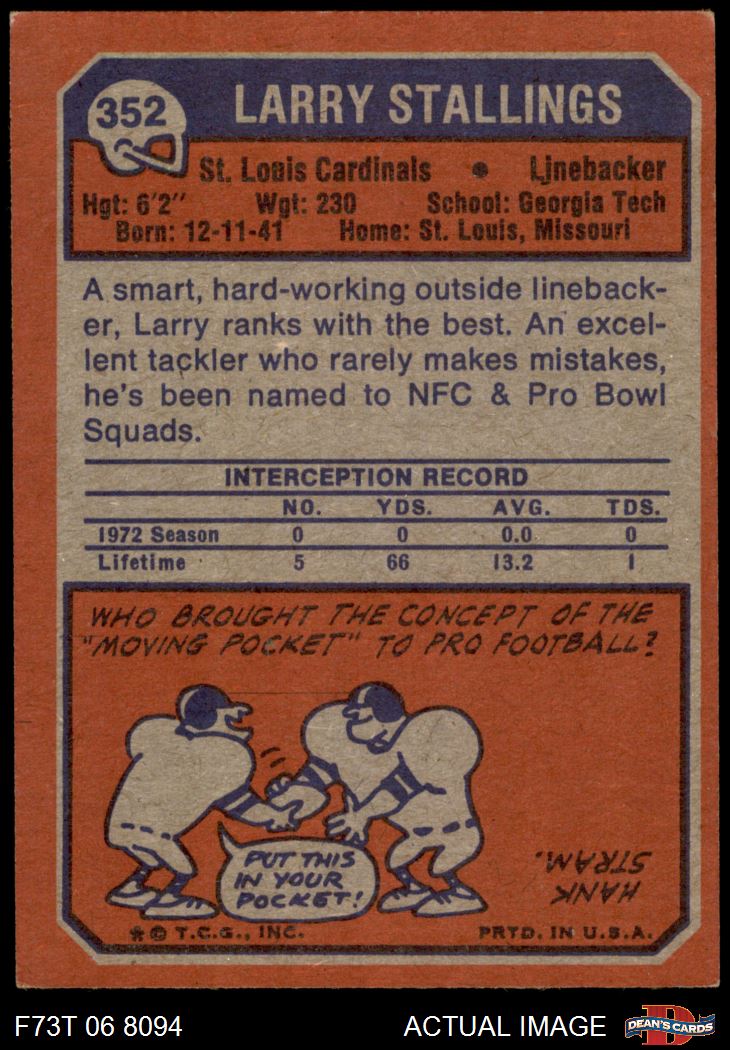 352
LARRY STALLINGS
St. Louis Cardinals • Linebacker
Hgt: 6'2" Wgt: 230 School: Georgia Tech
Born: 12-11-41 Home: St. Louis, Missouri
A smart, hard-working outside lineback-
er, Larry ranks with the best. An excel-
lent tackler who rarely makes mistakes,
he's been named to NFC & Pro Bowl
Squads.
INTERCEPTION RECORD
NO. YDS. AVG. TDS.
1972 Season 0 0 0.0 0
Lifetime 5 66 13.2 1
WHO BROUGHT THE CONCEPT OF THE
"MOVING POCKET" TO PRO FOOTBALL?
PUT THIS
IN YOUR
POCKET!
HANK
STRAM.
* © T.C.G., INC. PRTD. IN U.S.A.
F73T 06 8094 ACTUAL IMAGE
D
DEAN'S CARDS